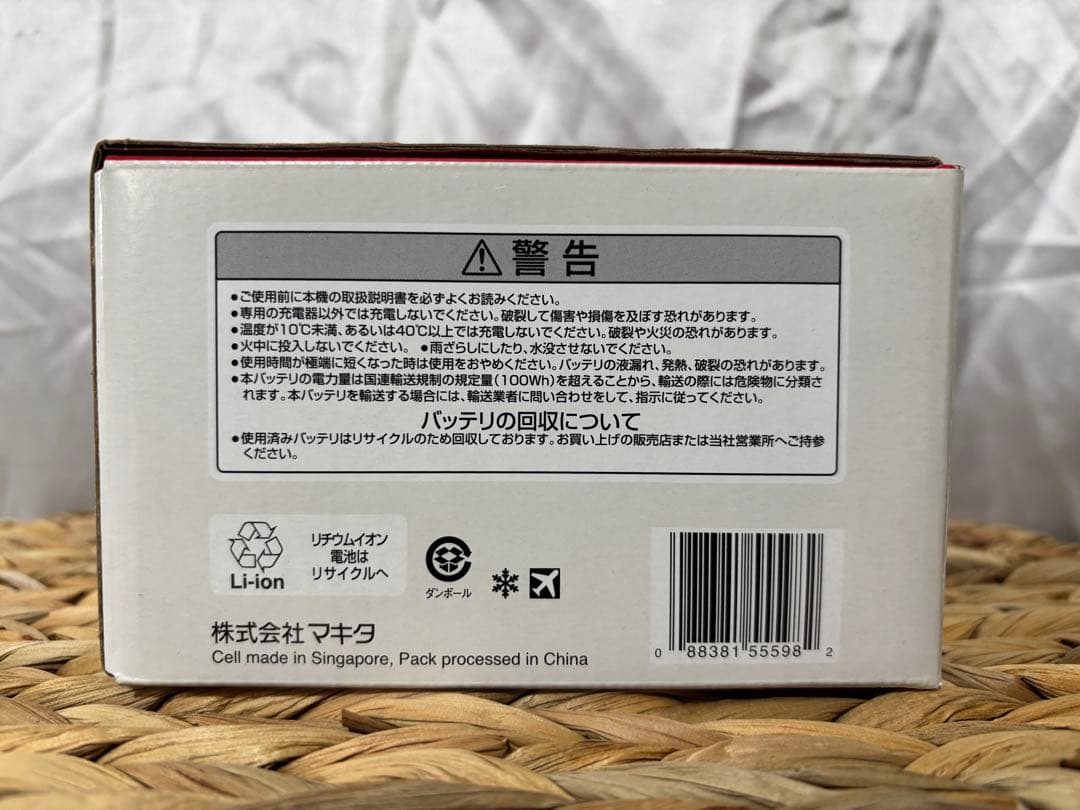 警告
●ご使用前に本機の取扱説明書を必ずよくお読みください。
●専用の充電器以外では充電しないでください。破裂して傷害や損傷を及ぼす恐れがあります。
●温度が10℃未満、あるいは40℃以上では充電しないでください。破裂や火災の恐れがあります。
●火中に投入しないでください。 ●雨ざらしにしたり、水没させないでください。
●使用時間が極端に短くなった時は使用をおやめください。バッテリの液漏れ、発熱、破裂の恐れがあります。
●本バッテリの電力量は国連輸送規制の規定量(100Wh)を超えることから、輸送の際には危険物に分類さ
れます。本バッテリを輸送する場合には、輸送業者に問い合わせをして、指示に従ってください。
バッテリの回収について
●使用済みバッテリはリサイクルのため回収しております。お買い上げの販売店または当社営業所へご持参
ください。
リチウムイオン
電池は
リサイクルへ
Li-ion
ダンボール
株式会社マキタ
Cell made in Singapore, Pack processed in China
0 88381 55598 2